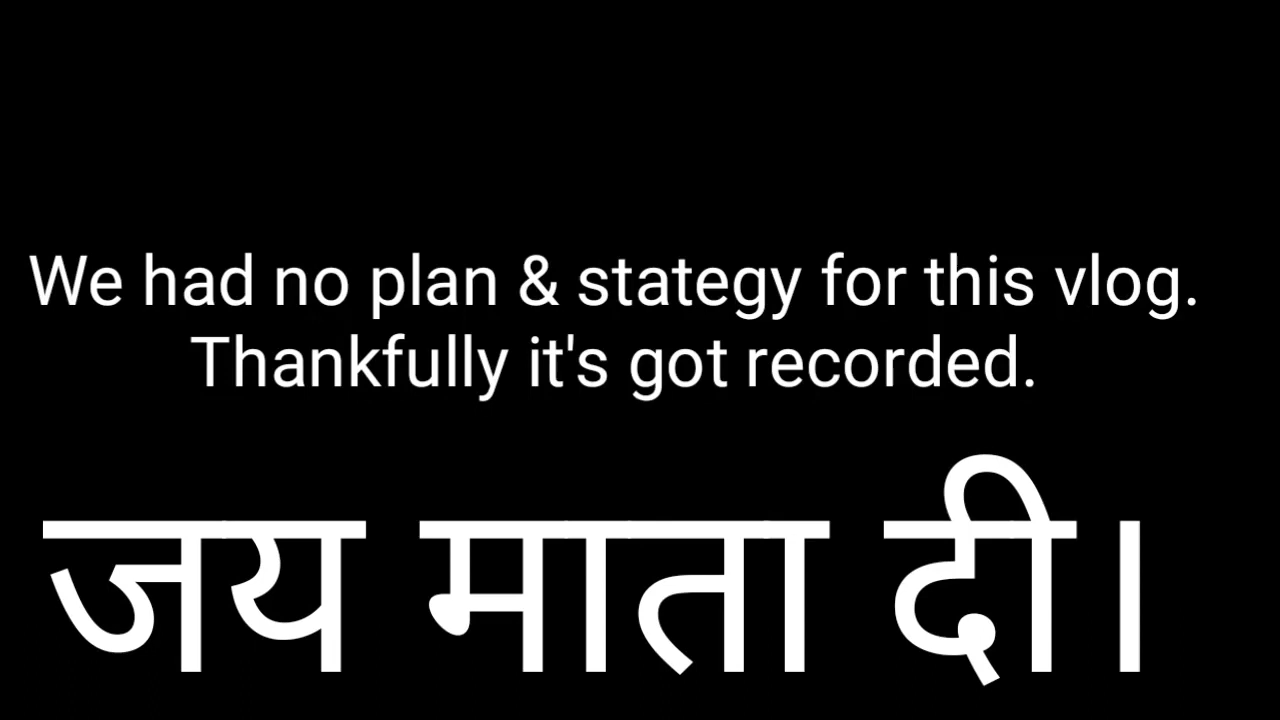 We had no plan & stategy for this vlog.
Thankfully it's got recorded.
जय माता दी।